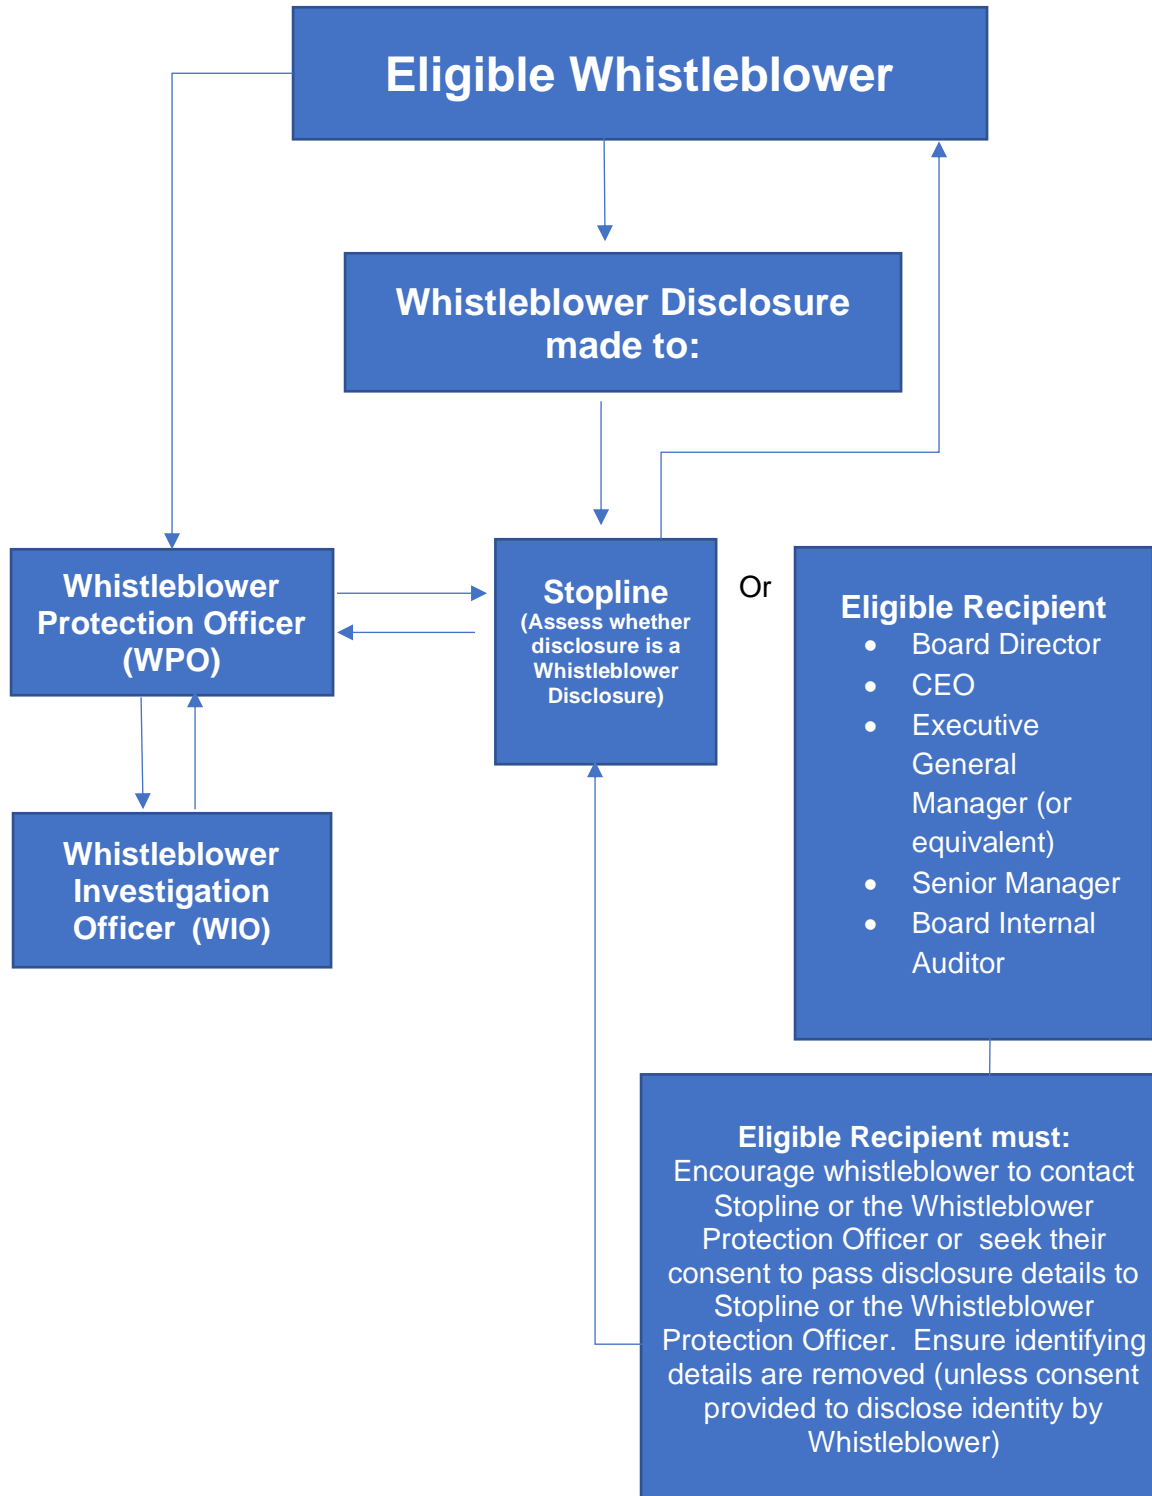 Eligible Whistleblower
Whistleblower Disclosure
made to:
Whistleblower
Protection Officer
(WPO)
Stopline
(Assess whether
disclosure is a
Whistleblower
Disclosure)
Or
Eligible Recipient
• Board Director
• CEO
• Executive
General
Manager (or
equivalent)
• Senior Manager
• Board Internal
Auditor
Whistleblower
Investigation
Officer (WIO)
Eligible Recipient must:
Encourage whistleblower to contact
Stopline or the Whistleblower
Protection Officer or seek their
consent to pass disclosure details to
Stopline or the Whistleblower
Protection Officer. Ensure identifying
details are removed (unless consent
provided to disclose identity by
Whistleblower)